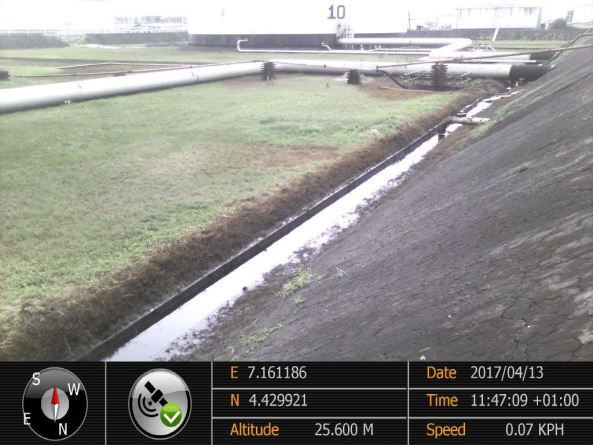 10
E 7.161186
N 4.429921
Altitude 25.600 M
Date 2017/04/13
Time 11:47:09 +01:00
Speed 0.07 KPH
S
W
E
N